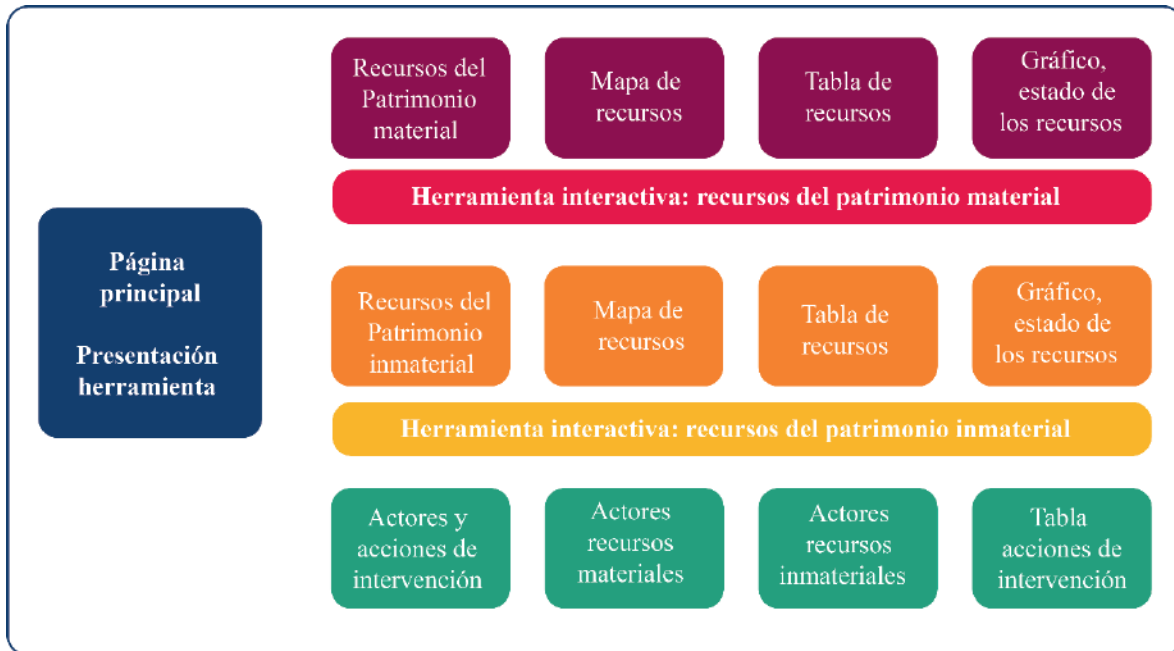 Página
principal
Presentación
herramienta
Recursos del
Patrimonio
material
Mapa de
recursos
Tabla de
recursos
Gráfico,
estado de
los recursos
Herramienta interactiva: recursos del patrimonio material
Recursos del
Patrimonio
inmaterial
Mapa de
recursos
Tabla de
recursos
Gráfico,
estado de
los recursos
Herramienta interactiva: recursos del patrimonio inmaterial
Actores y
acciones de
intervención
Actores
recursos
materiales
Actores
recursos
inmateriales
Tabla
acciones de
intervención